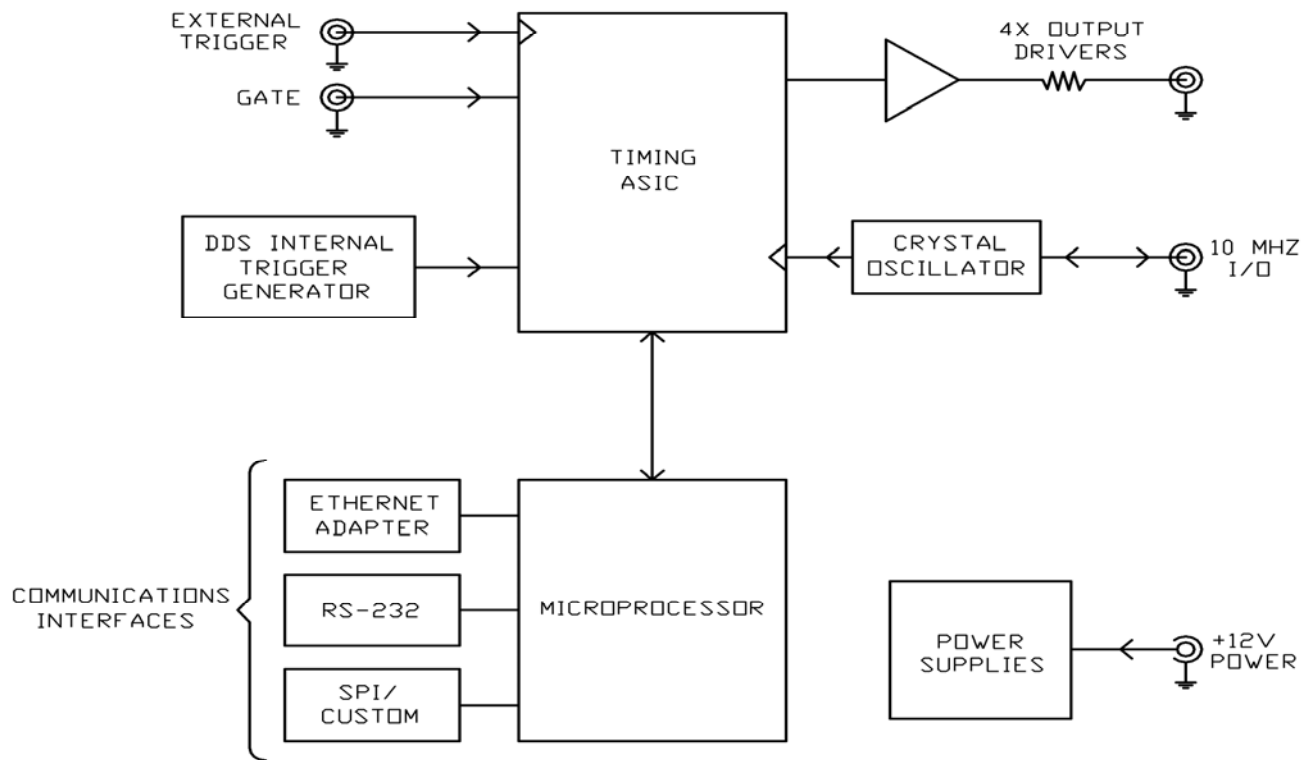 EXTERNAL
TRIGGER
GATE
DDS INTERNAL
TRIGGER
GENERATOR
TIMING
ASIC
4X OUTPUT
DRIVERS
CRYSTAL
OSCILLATOR
10 MHZ
I/O
COMMUNICATIONS
INTERFACES
ETHERNET
ADAPTER
RS-232
SPI/
CUSTOM
MICROPROCESSOR
POWER
SUPPLIES
+12V
POWER